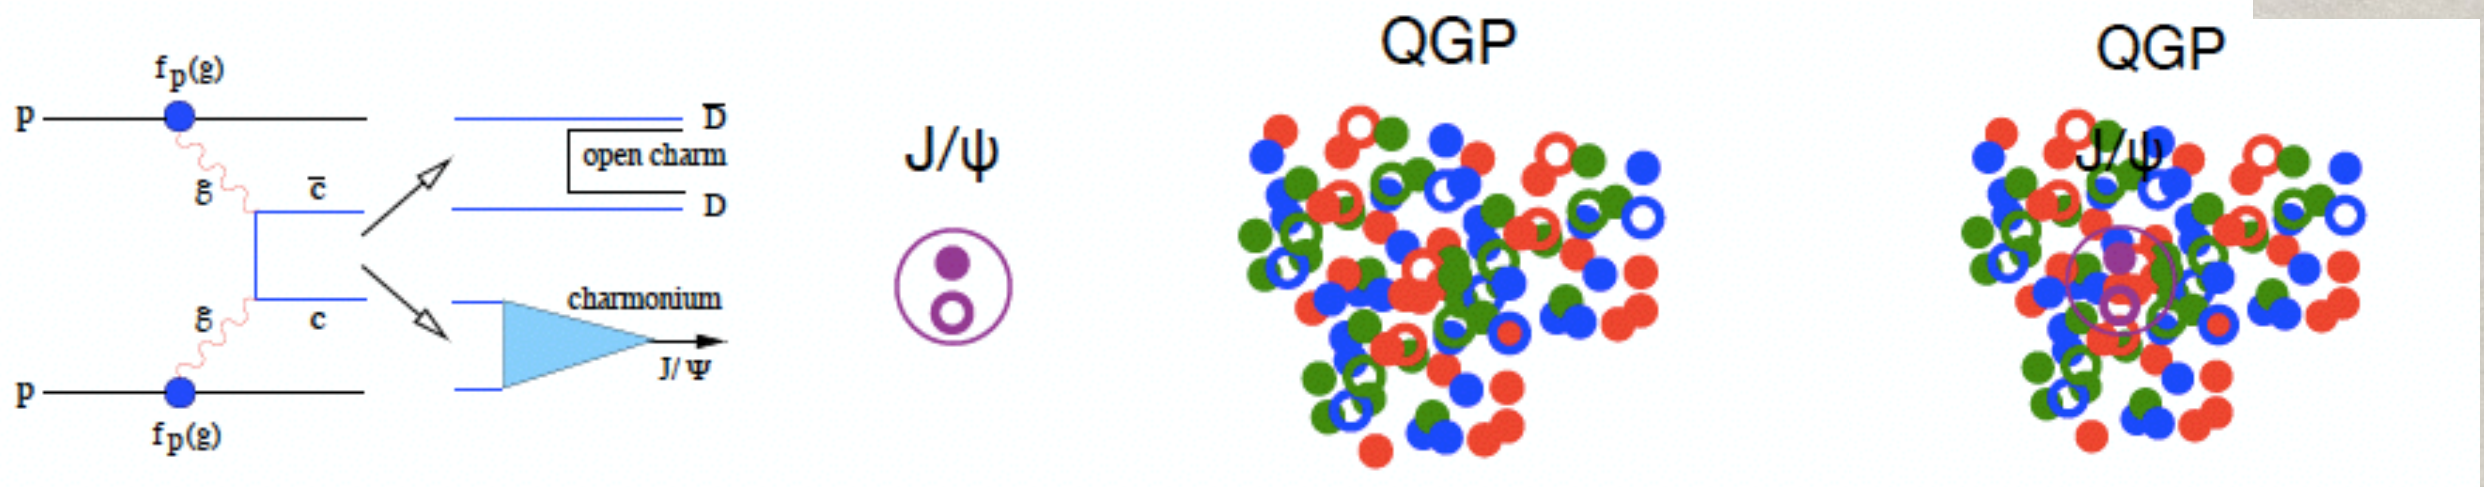 fp(g)
p
g
c̄
D̄
open charm
D
g
c
charmonium
J/Ψ
p
fp(g)
J/ψ
QGP
QGP
J/ψ